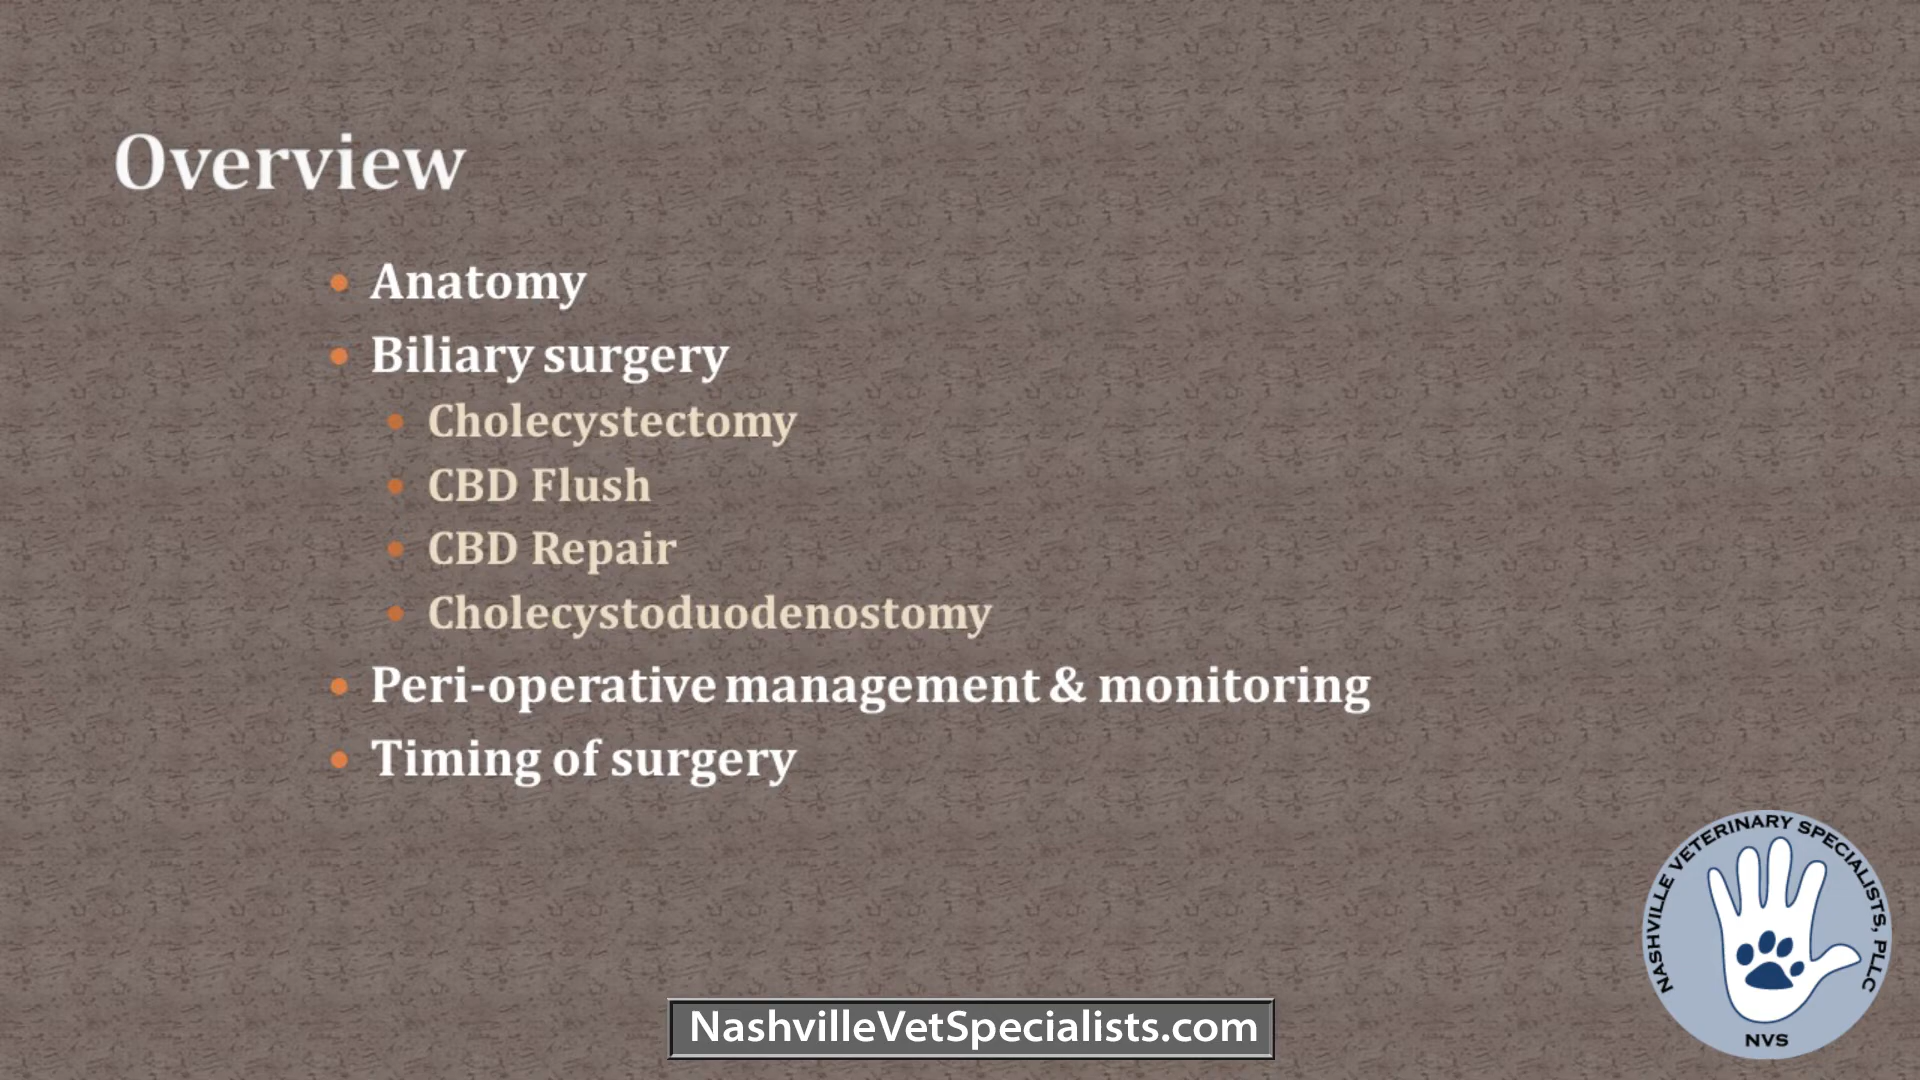 Overview
Anatomy
Biliary surgery
Cholecystectomy
CBD Flush
CBD Repair
Cholecystoduodenostomy
Peri-operative management & monitoring
Timing of surgery
NASHVILLE VETERINARY SPECIALISTS, PLLC
NVS
NashvilleVetSpecialists.com